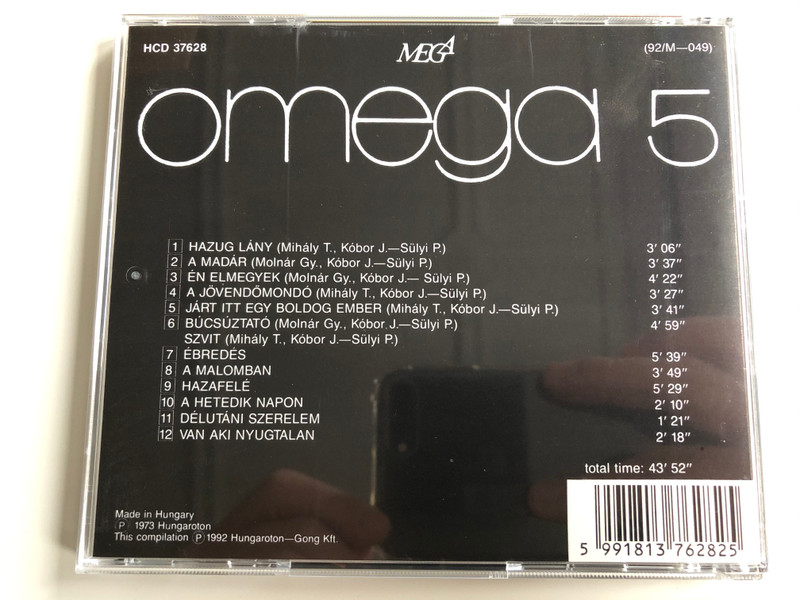 HCD 37628 MEGA (92/M—049)
omega 5
1 HAZUG LÁNY (Mihály T., Kóbor J.—Sülyi P.) 3' 06"
2 A MADÁR (Molnár Gy., Kóbor J.—Sülyi P.) 3' 37"
3 ÉN ELMEGYEK (Molnár Gy., Kóbor J.— Sülyi P.) 4' 22"
4 A JÖVENDŐMONDÓ (Mihály T., Kóbor J.—Sülyi P.) 3' 27"
5 JÁRT ITT EGY BOLDOG EMBER (Mihály T., Kóbor J.—Sülyi P.) 3' 41"
6 BÚCSÚZTATÓ (Molnár Gy., Kóbor J.—Sülyi P.) 4' 59"
SZVIT (Mihály T., Kóbor J.—Sülyi P.)
7 ÉBREDÉS 5' 39"
8 A MALOMBAN 3' 49"
9 HAZAFELÉ 5' 29"
10 A HETEDIK NAPON 2' 10"
11 DÉLUTÁNI SZERELEM 1' 21"
12 VAN AKI NYUGTALAN 2' 18"
total time: 43' 52"
Made in Hungary
Ⓟ 1973 Hungaroton
This compilation Ⓟ 1992 Hungaroton—Gong Kft.
5 991813 762825